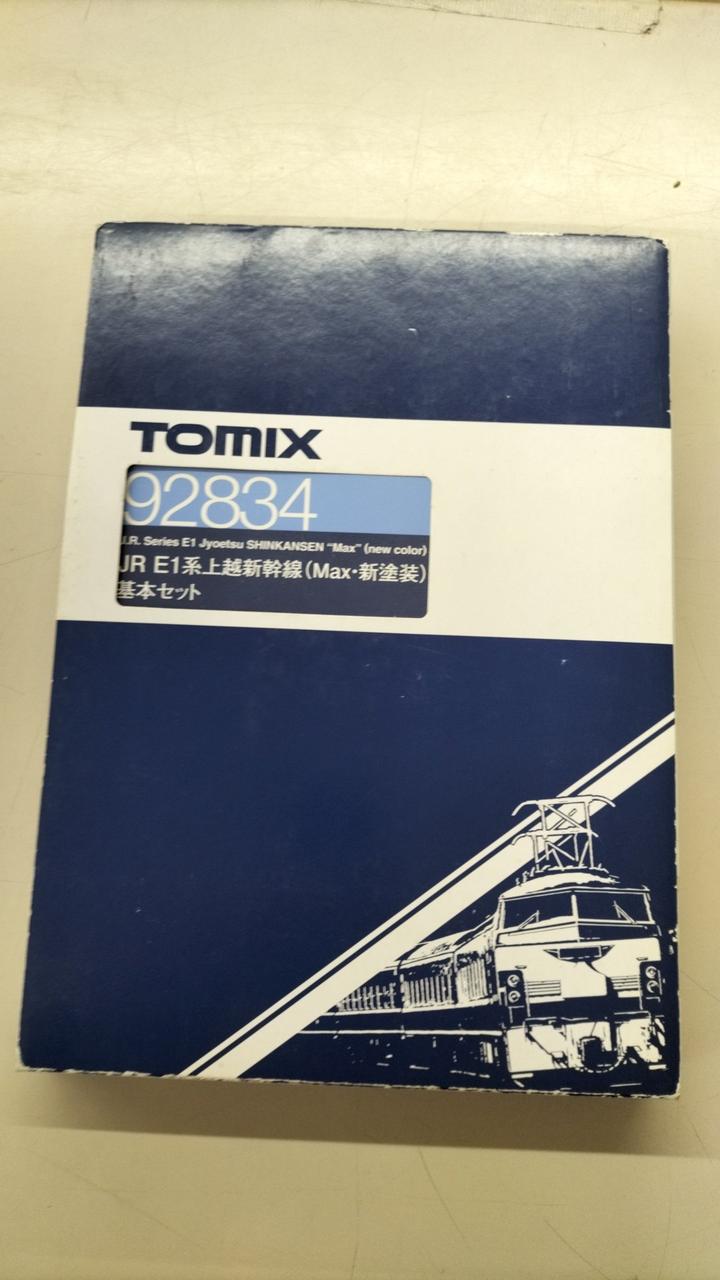 TOMIX
92834
J.R. Series E1 Jyoetsu SHINKANSEN "Max" (new color)
JR E1系上越新幹線(Max･新塗装)
基本セット